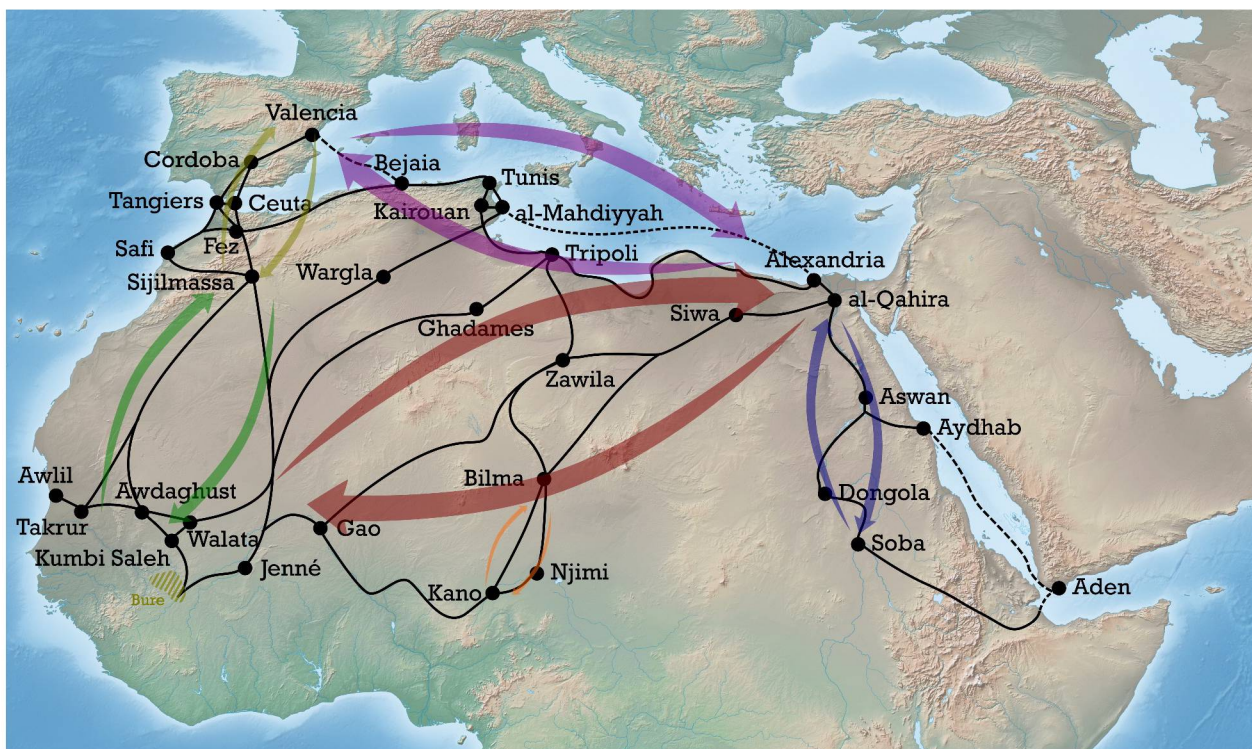 Valencia
Cordoba
Bejaia
Tunis
Tangiers
Ceuta
Kairouan
al-Mahdiyyah
Safi
Fez
Tripoli
Alexandria
Sijilmassa
Wargla
al-Qahira
Ghadames
Siwa
Zawila
Aswan
Aydhab
Awlil
Awdaghust
Bilma
Dongola
Takrur
Gao
Kumbi Saleh
Walata
Soba
Jenné
Njimi
Bure
Kano
Aden